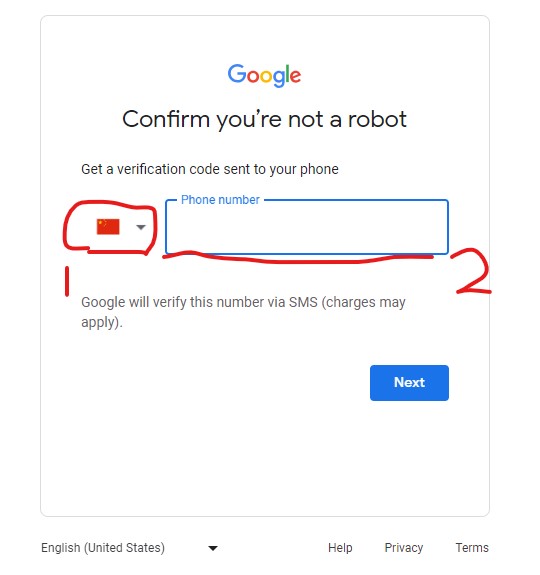 Google
Confirm you're not a robot
Get a verification code sent to your phone
Phone number
1
2
Google will verify this number via SMS (charges may
apply).
Next
English (United States)
Help Privacy Terms